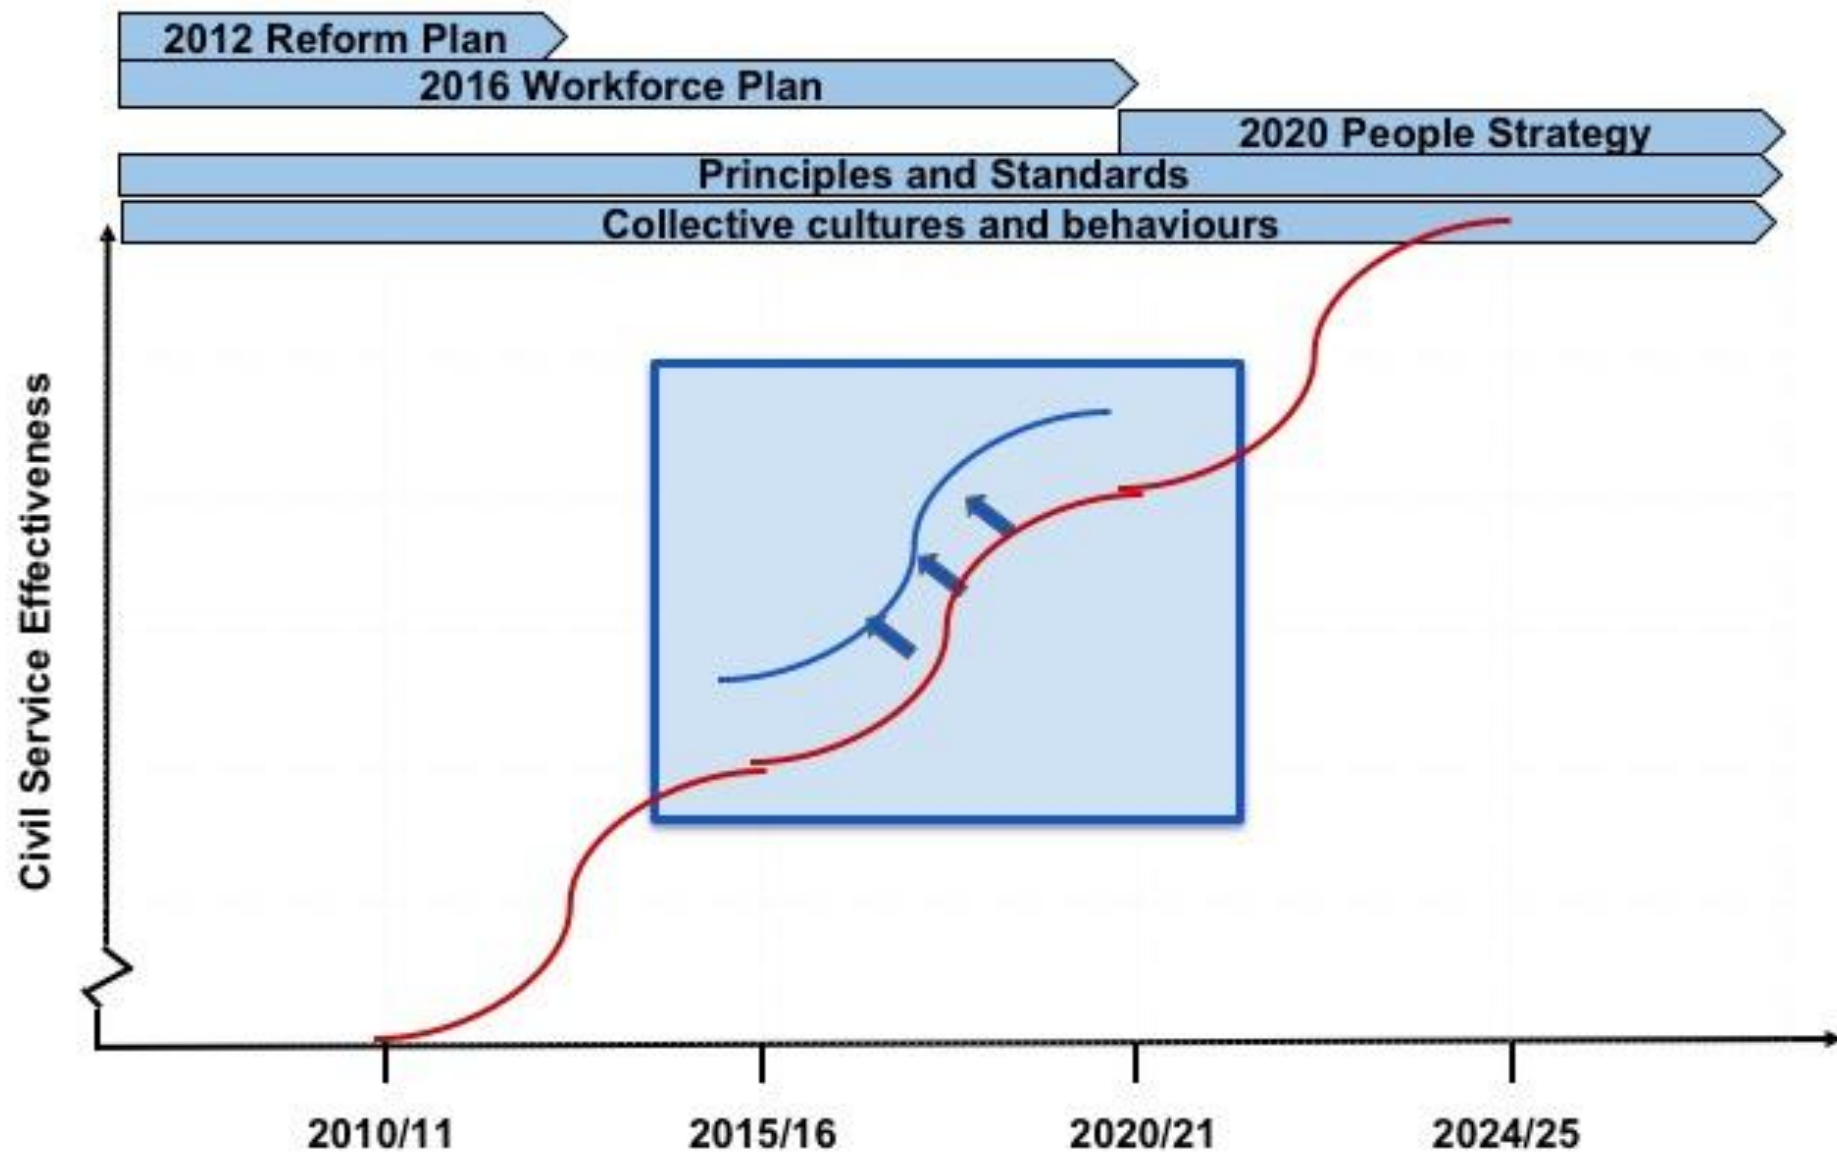 2012 Reform Plan
2016 Workforce Plan
2020 People Strategy
Principles and Standards
Collective cultures and behaviours
Civil Service Effectiveness
2010/11
2015/16
2020/21
2024/25